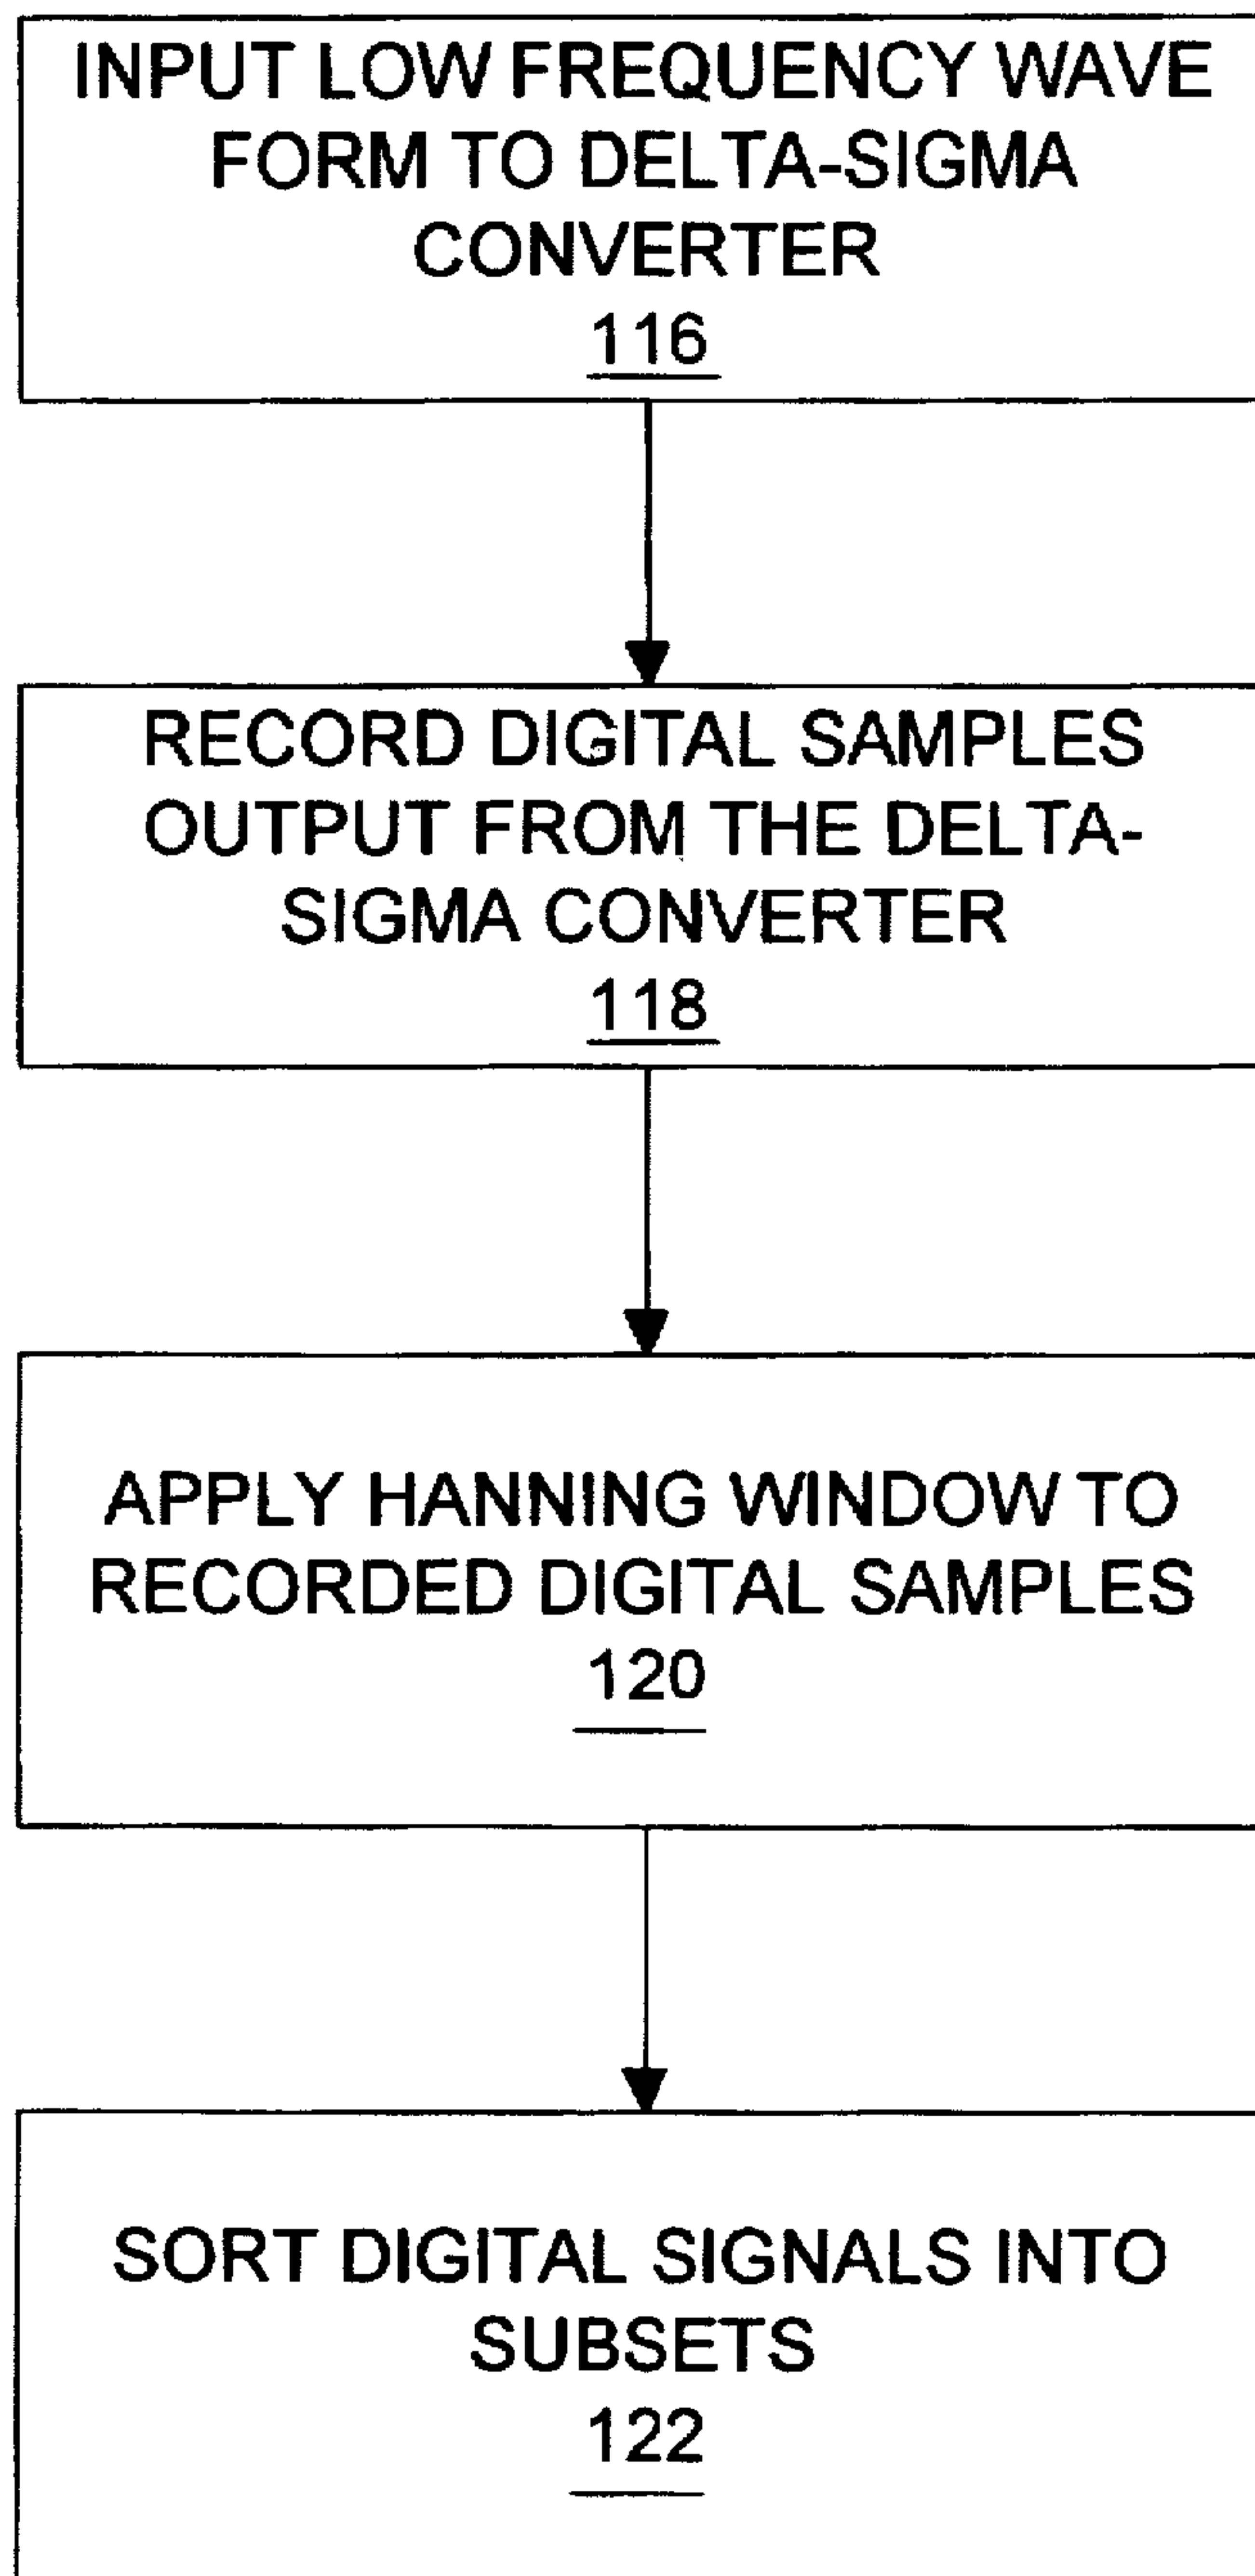 INPUT LOW FREQUENCY WAVE
FORM TO DELTA-SIGMA
CONVERTER
116
RECORD DIGITAL SAMPLES
OUTPUT FROM THE DELTA-
SIGMA CONVERTER
118
APPLY HANNING WINDOW TO
RECORDED DIGITAL SAMPLES
120
SORT DIGITAL SIGNALS INTO
SUBSETS
122